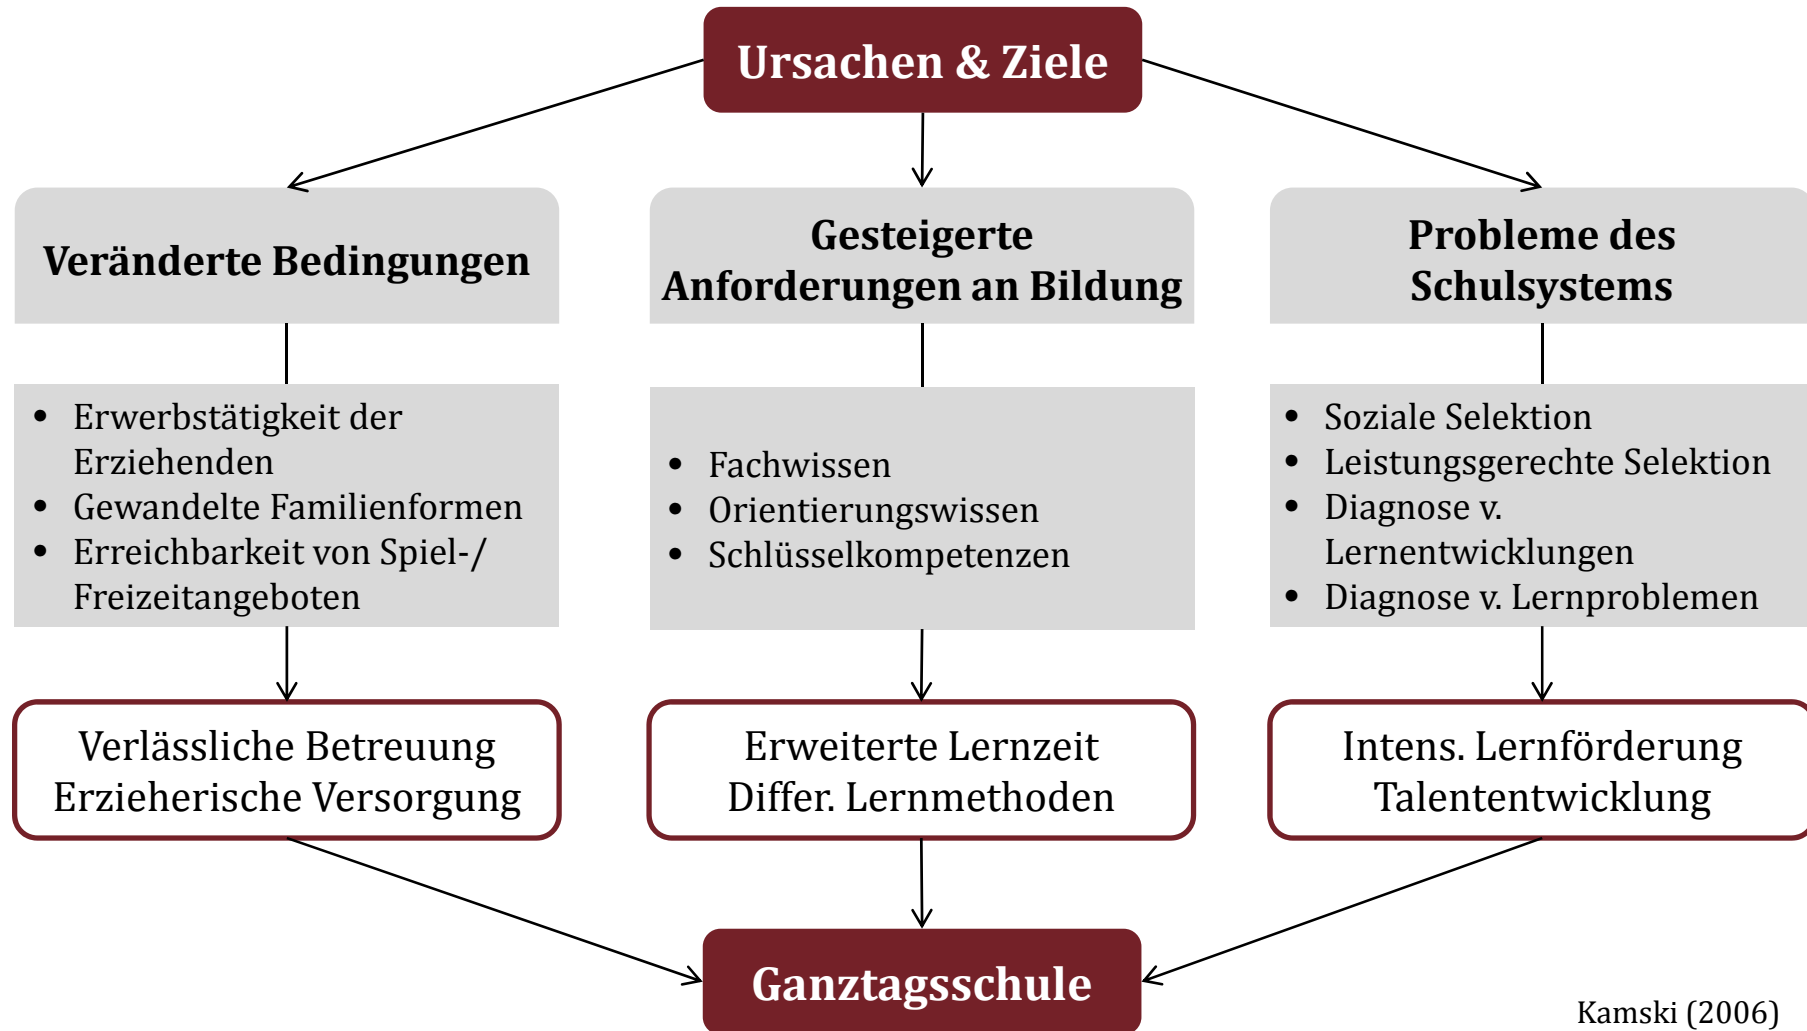 Ursachen & Ziele
Veränderte Bedingungen
• Erwerbstätigkeit der
Erziehenden
• Gewandelte Familienformen
• Erreichbarkeit von Spiel-/
Freizeitangeboten
Verlässliche Betreuung
Erzieherische Versorgung
Gesteigerte
Anforderungen an Bildung
• Fachwissen
• Orientierungswissen
• Schlüsselkompetenzen
Erweiterte Lernzeit
Differ. Lernmethoden
Probleme des
Schulsystems
• Soziale Selektion
• Leistungsgerechte Selektion
• Diagnose v.
Lernentwicklungen
• Diagnose v. Lernproblemen
Intens. Lernförderung
Talententwicklung
Ganztagsschule
Kamski (2006)